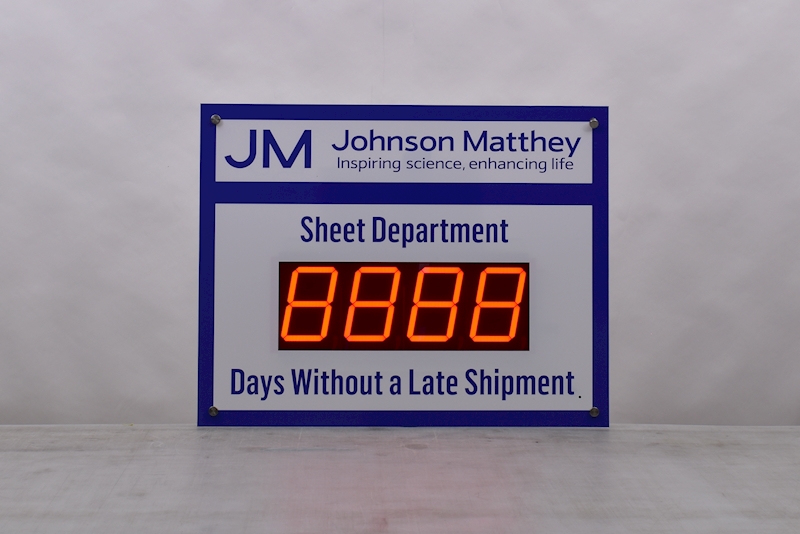 JM
Johnson Matthey
Inspiring science, enhancing life
Sheet Department
8888
Days Without a Late Shipment.